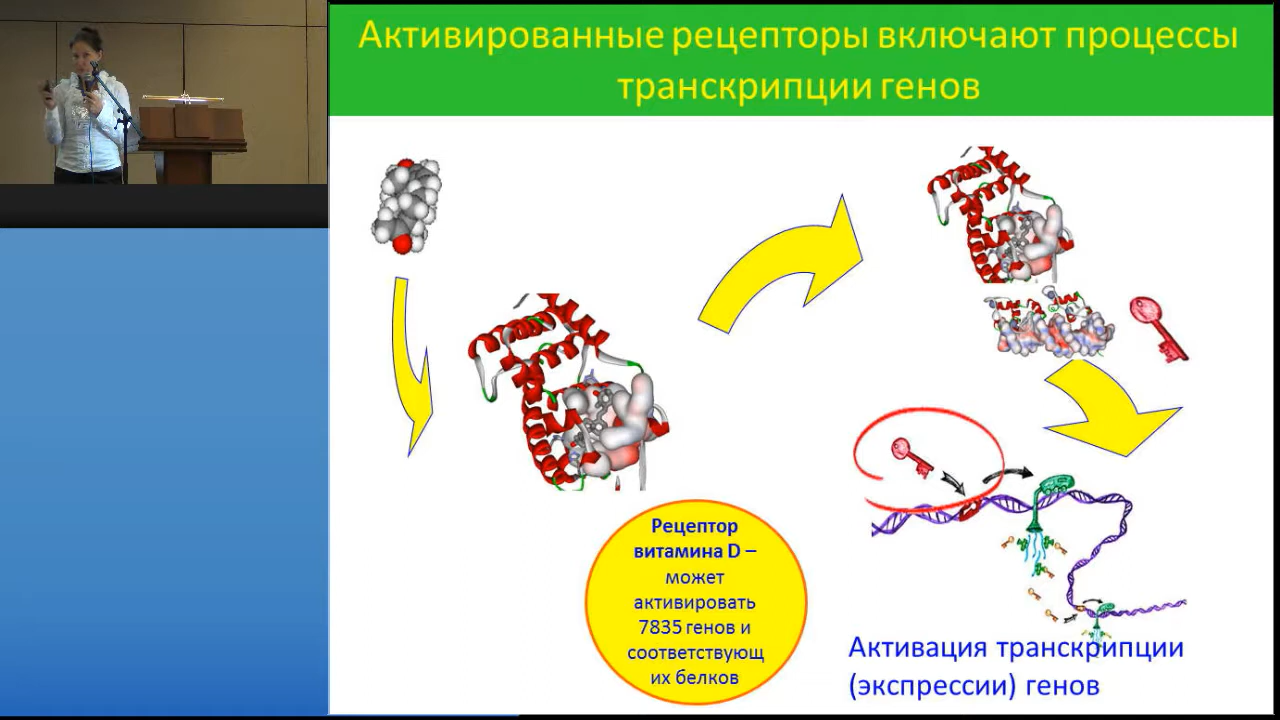 Активированные рецепторы включают процессы
транскрипции генов
Рецептор
витамина D –
может
активировать
7835 генов и
соответствующ
их белков
Активация транскрипции
(экспрессии) генов